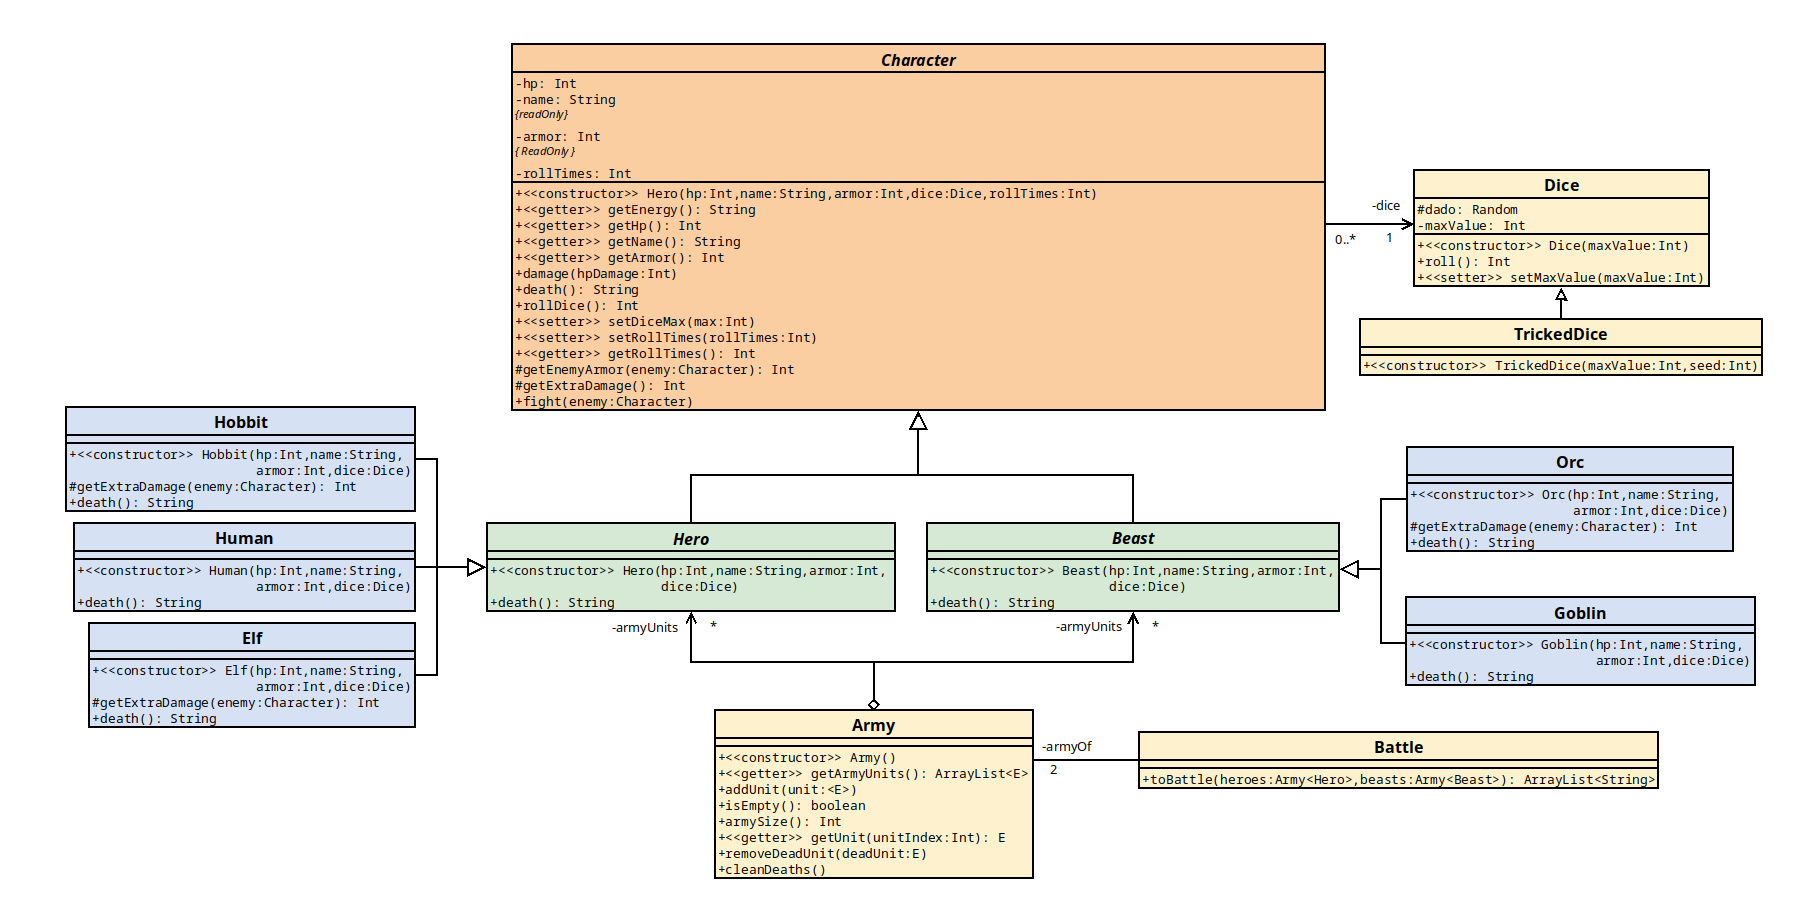 Character
-hp: Int
-name: String
{readOnly}
-armor: Int
{ReadOnly}
-rollTimes: Int
+<<constructor>> Hero(hp:Int,name:String,armor:Int,dice:Dice,rollTimes:Int)
+<<getter>> getEnergy(): String
+<<getter>> getHp(): Int
+<<getter>> getName(): String
+<<getter>> getArmor(): Int
+damage(hpDamage:Int)
+death(): String
+rollDice(): Int
+<<setter>> setDiceMax(max:Int)
+<<setter>> setRollTimes(rollTimes:Int)
+<<getter>> getRollTimes(): Int
#getEnemyArmor(enemy:Character): Int
#getExtraDamage(): Int
+fight(enemy:Character)
-dice
0..*
1
Dice
#dado: Random
-maxValue: Int
+<<constructor>> Dice(maxValue:Int)
+roll(): Int
+<<setter>> setMaxValue(maxValue:Int)
TrickedDice
+<<constructor>> TrickedDice(maxValue:Int,seed:Int)
Hobbit
+<<constructor>> Hobbit(hp:Int,name:String,
armor:Int,dice:Dice)
#getExtraDamage(enemy:Character): Int
+death(): String
Human
+<<constructor>> Human(hp:Int,name:String,
armor:Int,dice:Dice)
+death(): String
Elf
+<<constructor>> Elf(hp:Int,name:String,
armor:Int,dice:Dice)
#getExtraDamage(enemy:Character): Int
+death(): String
Hero
+<<constructor>> Hero(hp:Int,name:String,armor:Int,
dice:Dice)
+death(): String
Beast
+<<constructor>> Beast(hp:Int,name:String,armor:Int,
dice:Dice)
+death(): String
Orc
+<<constructor>> Orc(hp:Int,name:String,
armor:Int,dice:Dice)
#getExtraDamage(enemy:Character): Int
+death(): String
Goblin
+<<constructor>> Goblin(hp:Int,name:String,
armor:Int,dice:Dice)
+death(): String
-armyUnits
*
-armyUnits
*
Army
+<<constructor>> Army()
+<<getter>> getArmyUnits(): ArrayList<E>
+addUnit(unit:<E>)
+isEmpty(): boolean
+armySize(): Int
+<<getter>> getUnit(unitIndex:Int): E
+removeDeadUnit(deadUnit:E)
+cleanDeaths()
-armyOf
2
Battle
+toBattle(heroes:Army<Hero>,beasts:Army<Beast>): ArrayList<String>